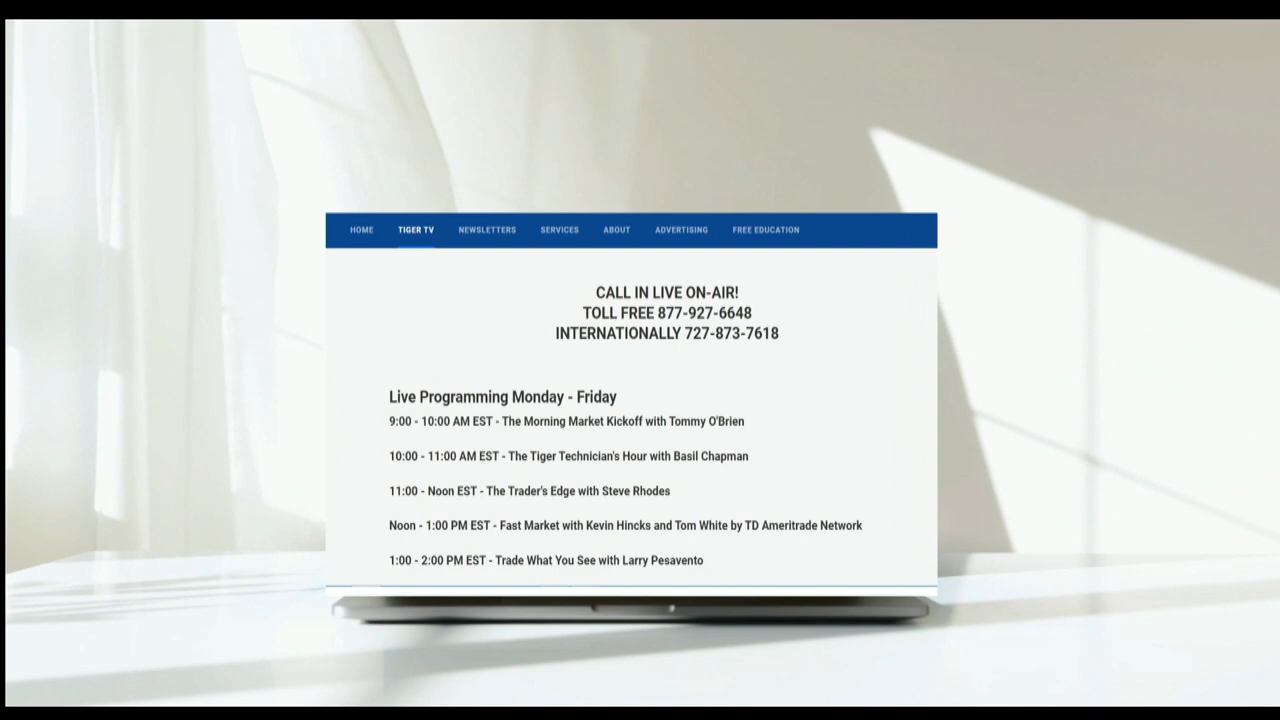 HOME TIGER TV NEWSLETTERS SERVICES ABOUT ADVERTISING FREE EDUCATION
CALL IN LIVE ON-AIR!
TOLL FREE 877-927-6648
INTERNATIONALLY 727-873-7618
Live Programming Monday - Friday
9:00 - 10:00 AM EST - The Morning Market Kickoff with Tommy O'Brien
10:00 - 11:00 AM EST - The Tiger Technician's Hour with Basil Chapman
11:00 - Noon EST - The Trader's Edge with Steve Rhodes
Noon - 1:00 PM EST - Fast Market with Kevin Hincks and Tom White by TD Ameritrade Network
1:00 - 2:00 PM EST - Trade What You See with Larry Pesavento